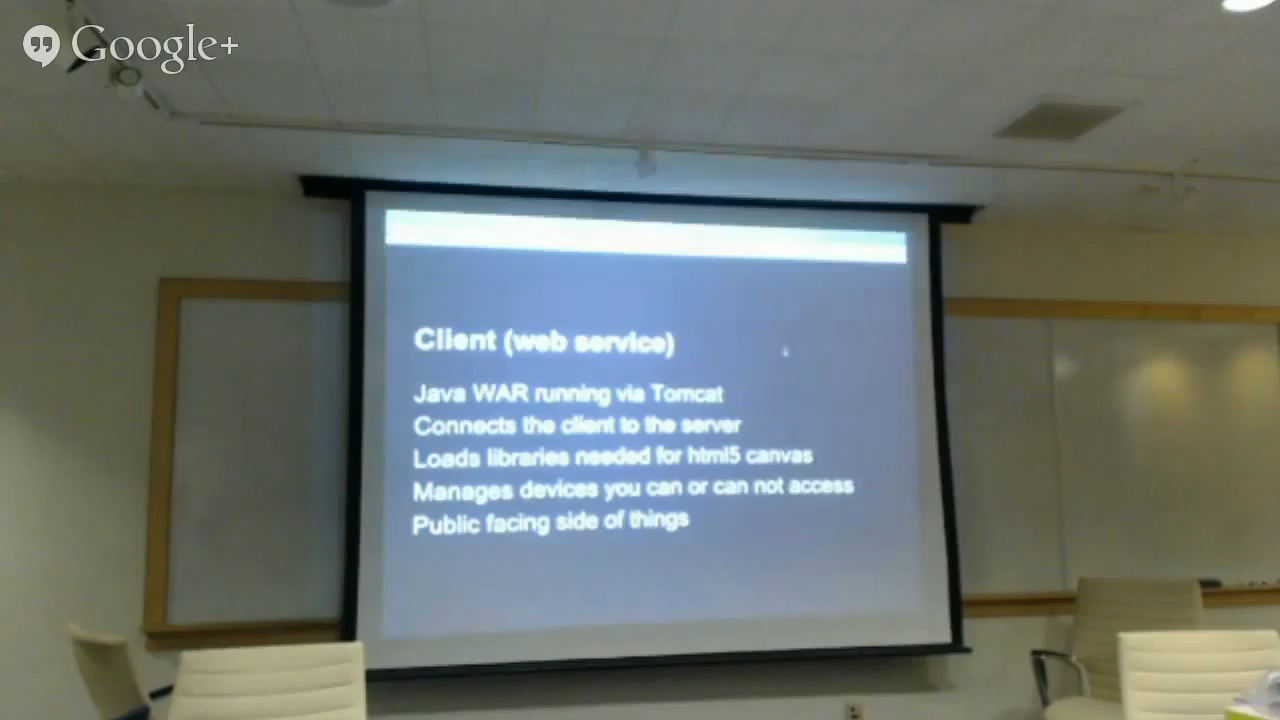 Google+
Client (web service)
Java WAR running via Tomcat
Connects the client to the server
Loads libraries needed for html5 canvas
Manages devices you can or can not access
Public facing side of things